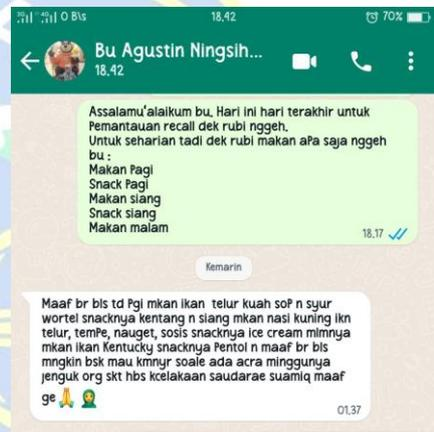 3G 4G 0 B\s 18.42 70%
Bu Agustin Ningsih...
18.42
Assalamu'alaikum bu. Hari ini hari terakhir untuk
Pemantauan recall dek rubi nggeh.
Untuk seharian tadi dek rubi makan aPa saja nggeh
bu :
Makan Pagi
Snack Pagi
Makan siang
Snack siang
Makan malam
18.17
Kemarin
Maaf br bls td Pgi mkan ikan telur kuah soP n syur
wortel snacknya kentang n siang mkan nasi kuning ikn
telur, temPe, nauget, sosis snacknya ice cream mlmnya
mkan ikan Kentucky snacknya Pentol n maaf br bls
mngkin bsk mau kmnyr soale ada acra minggunya
jenguk org skt hbs kcelakaan saudarae suamiq maaf
ge 🙏 🧕
01.37